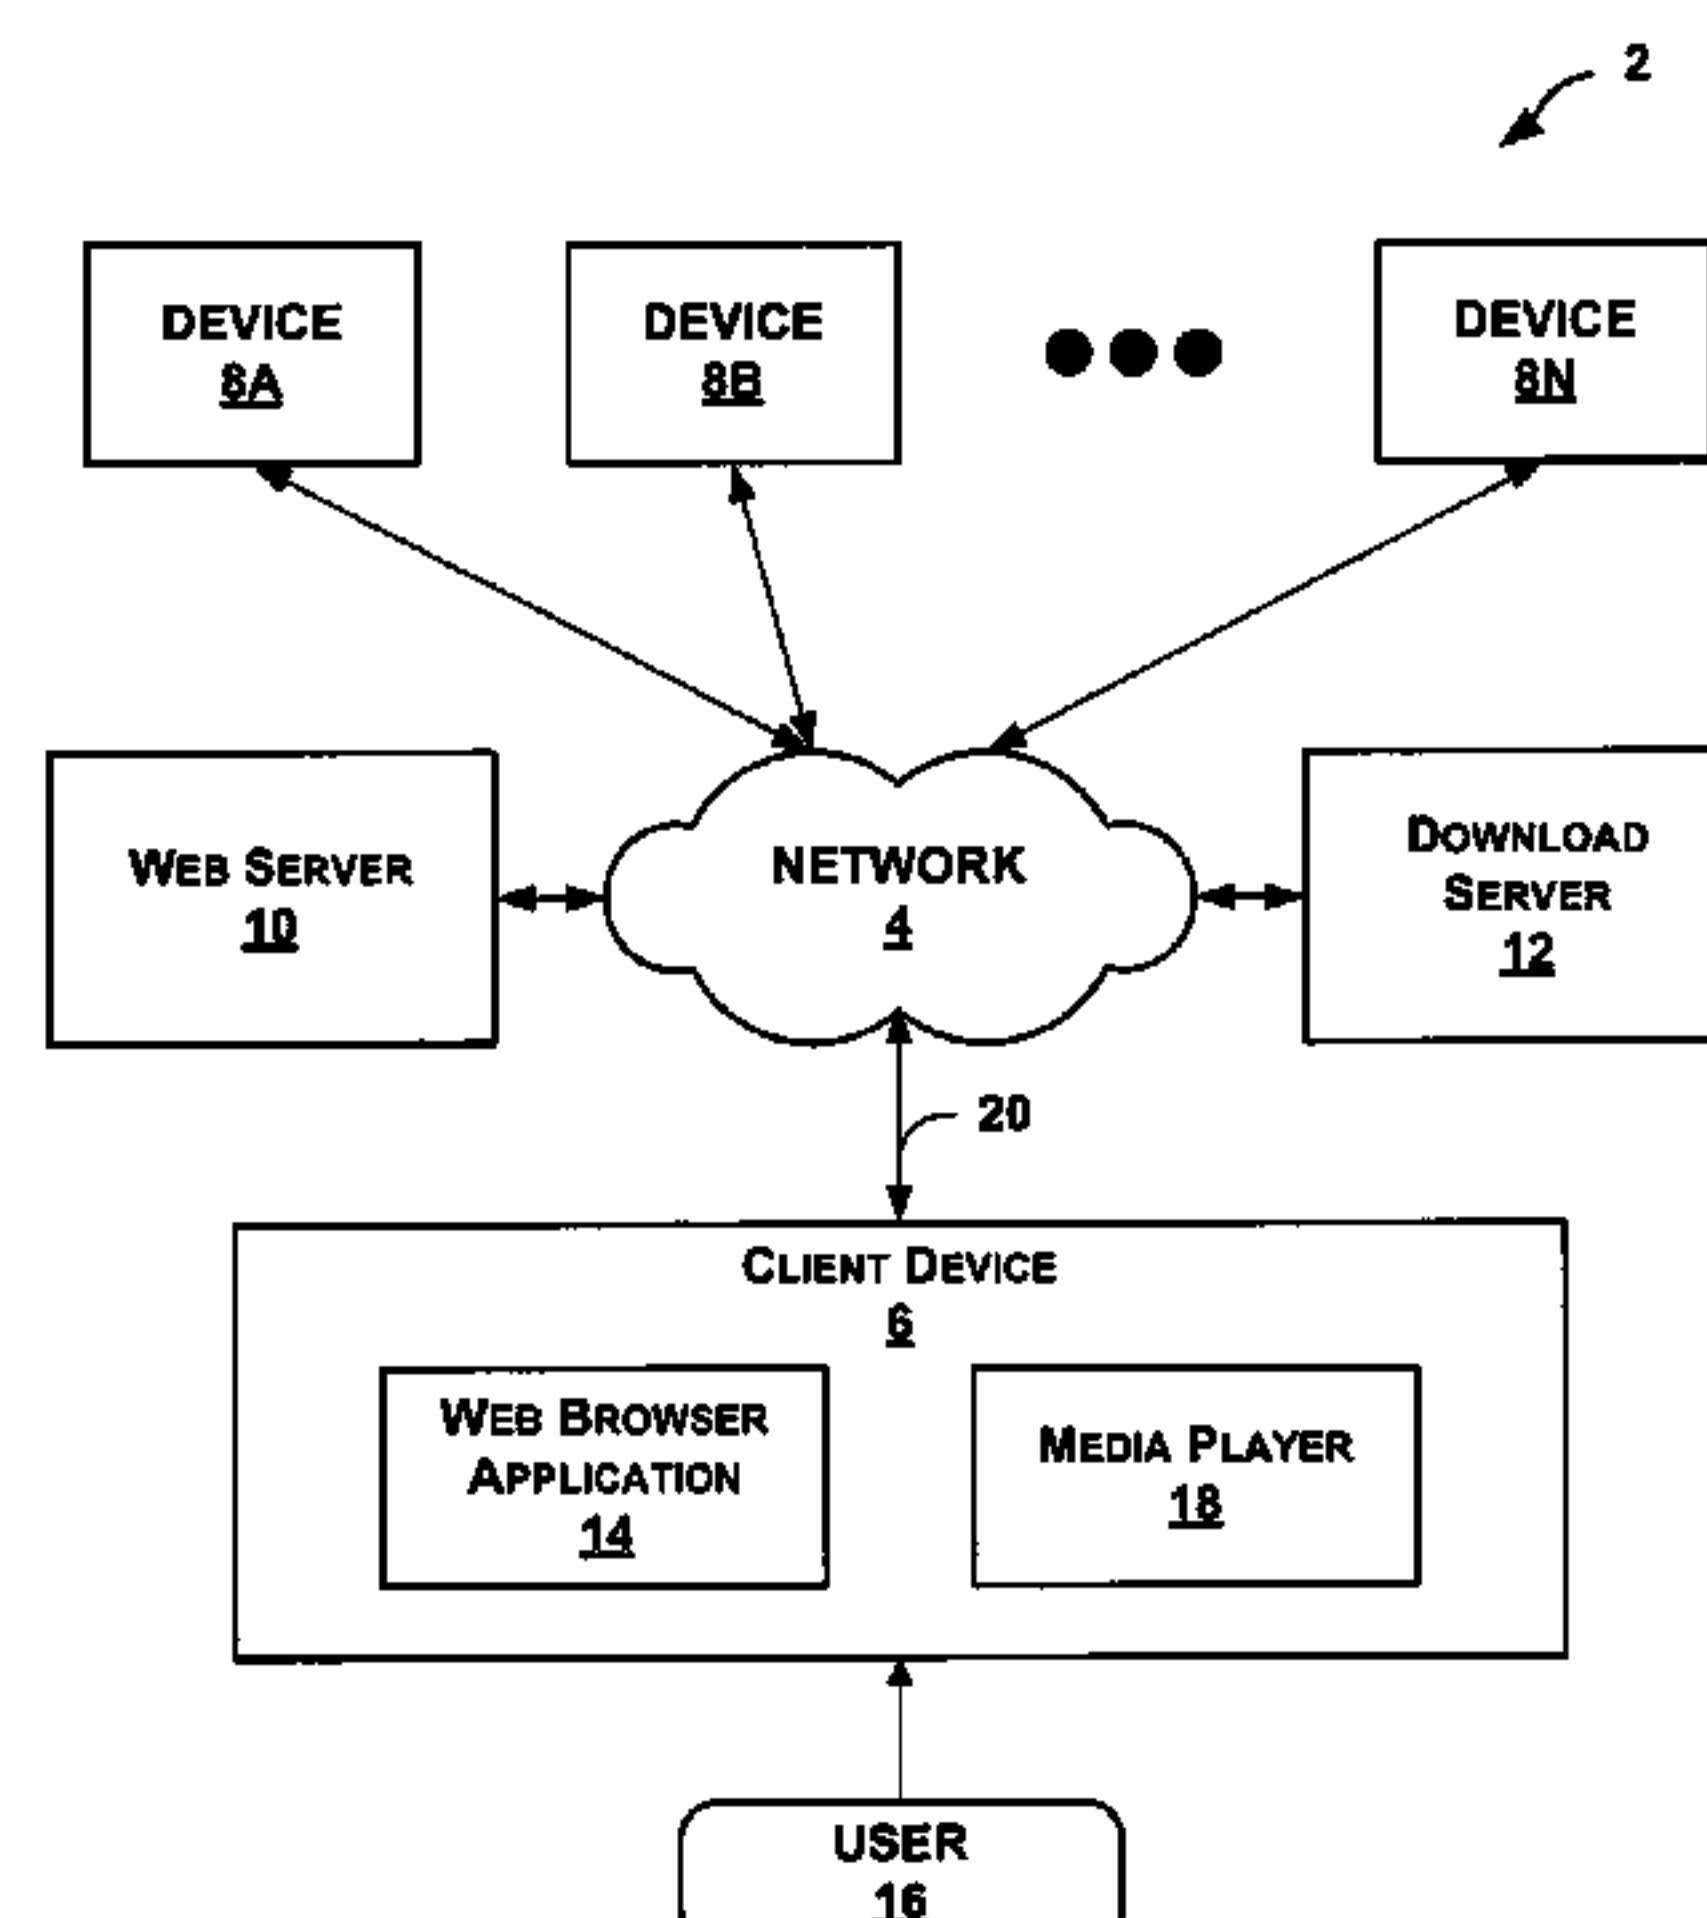 2
DEVICE
8A
DEVICE
8B
DEVICE
8N
WEB SERVER
10
NETWORK
4
DOWNLOAD
SERVER
12
20
CLIENT DEVICE
6
WEB BROWSER
APPLICATION
14
MEDIA PLAYER
18
USER
16